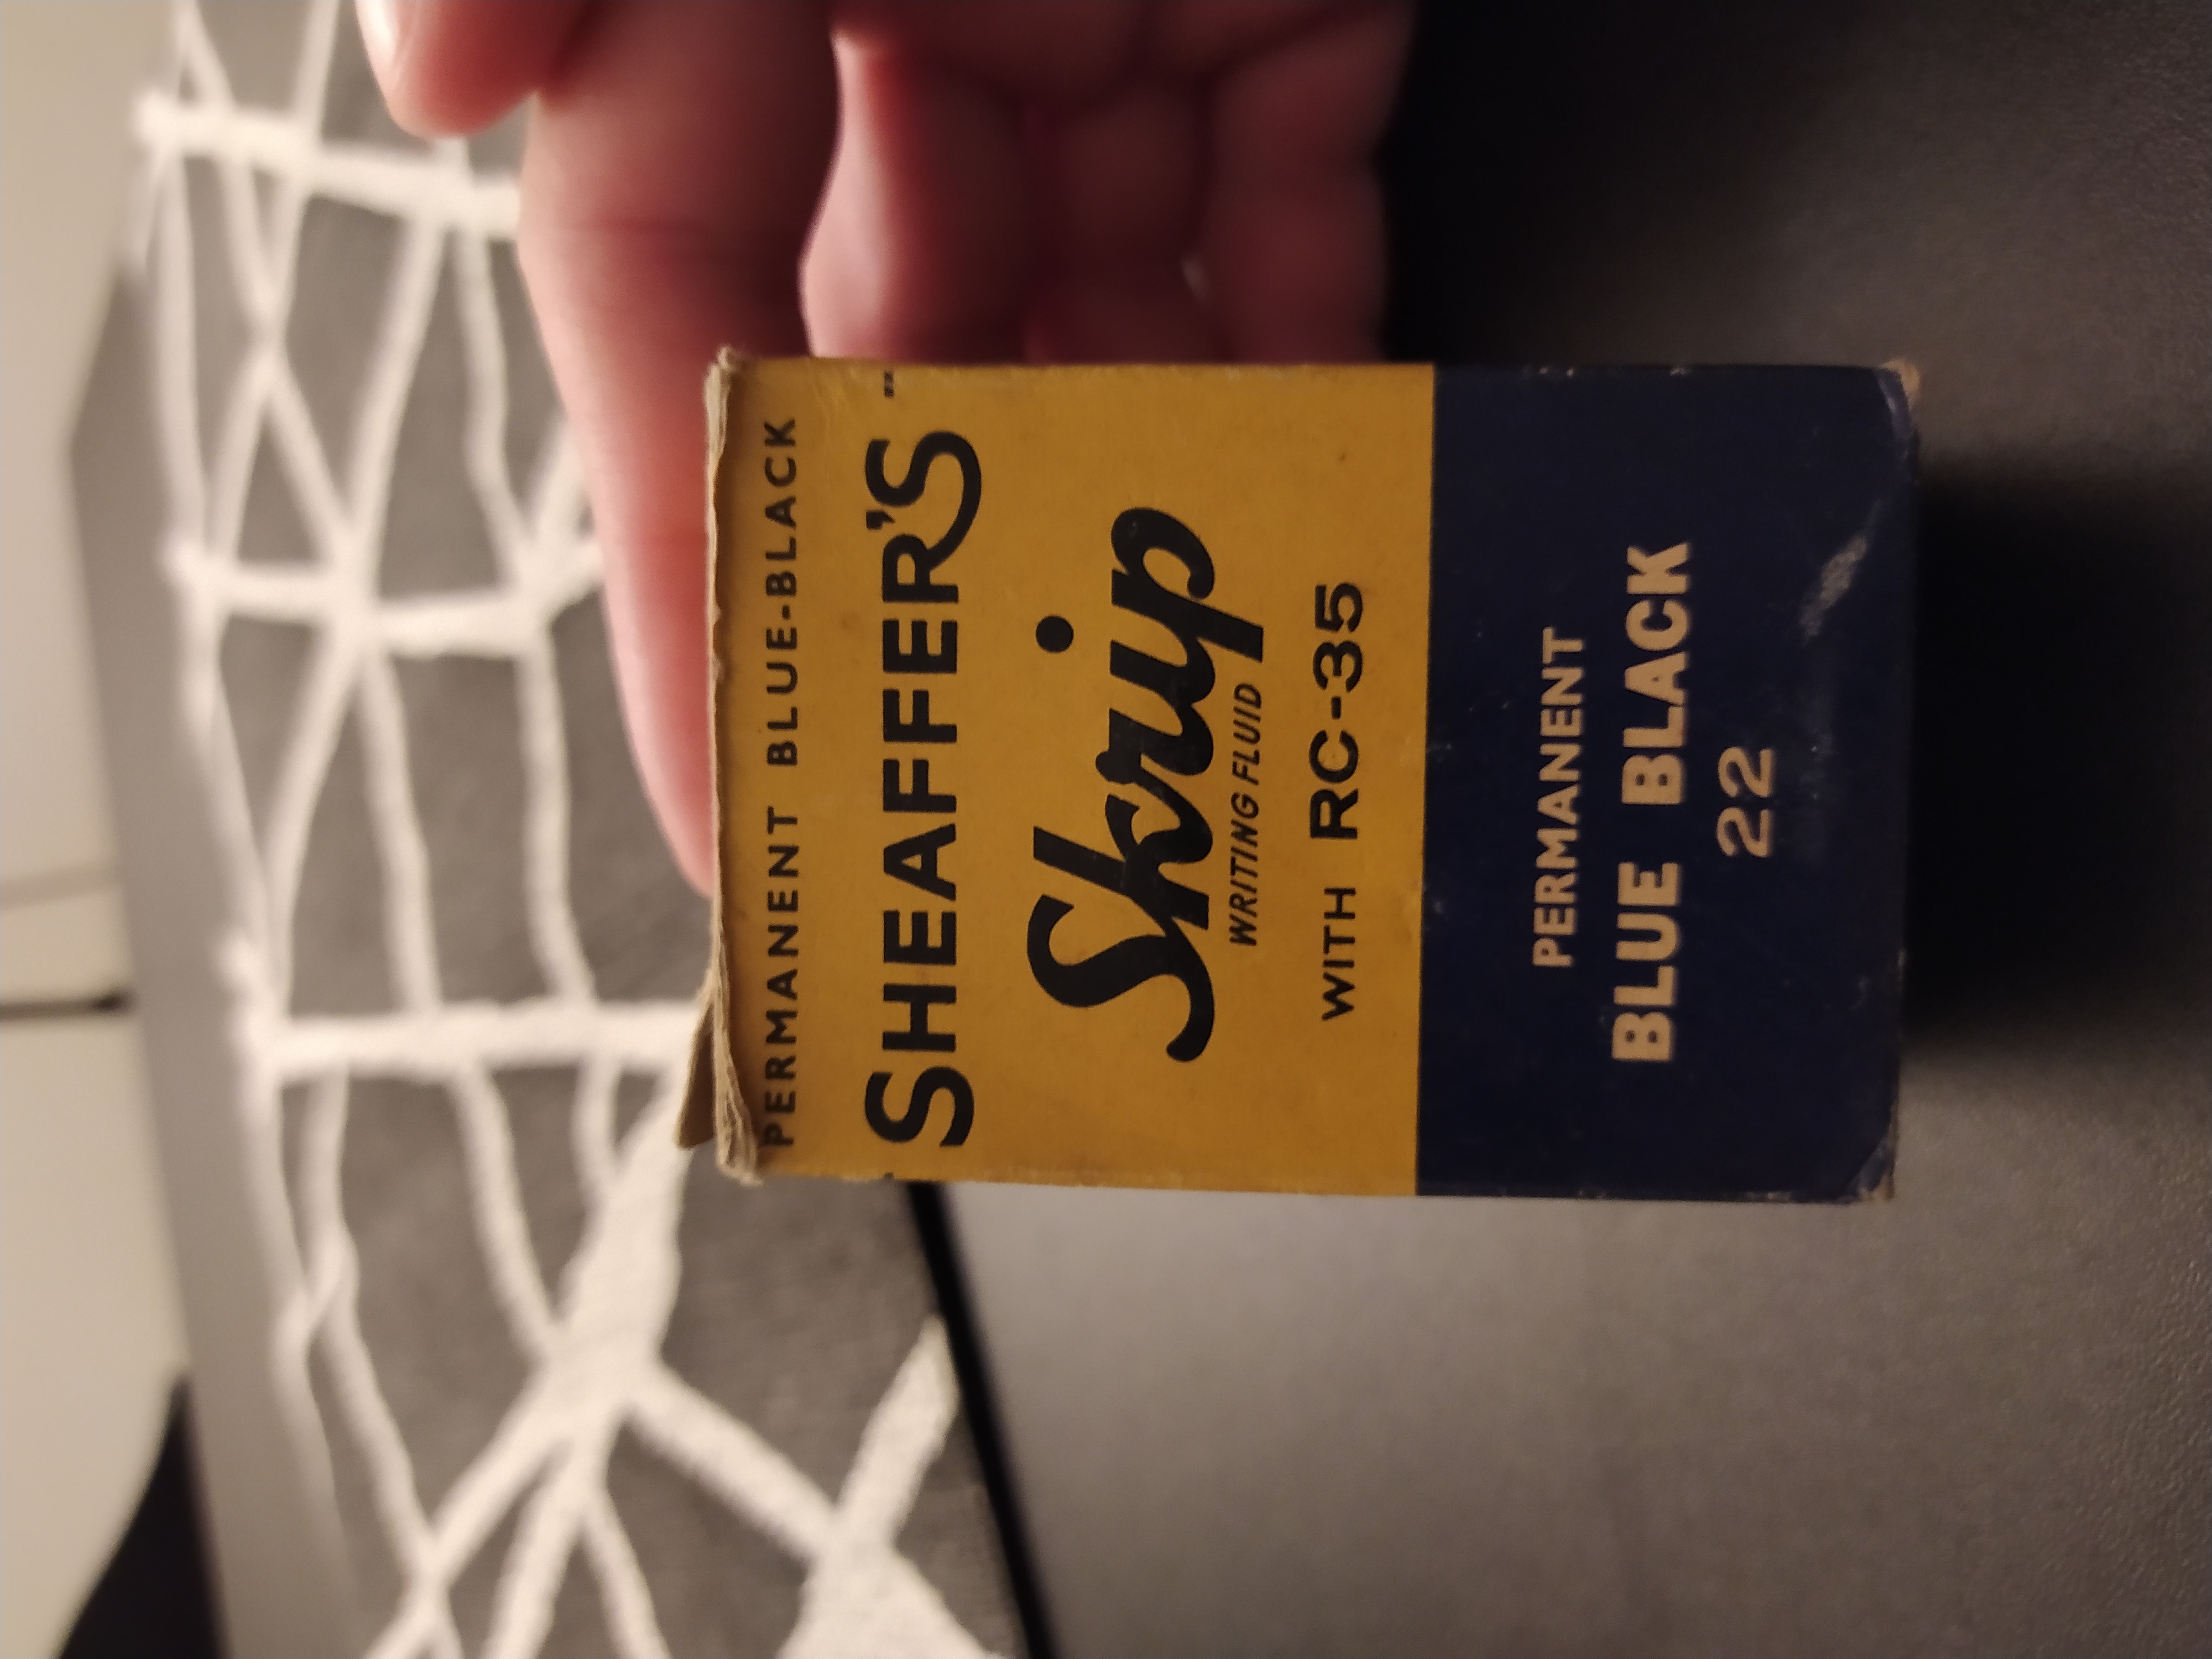 PERMANENT BLUE-BLACK
SHEAFFER'S
Skrip
WRITING FLUID
WITH RC-35
PERMANENT
BLUE BLACK
22